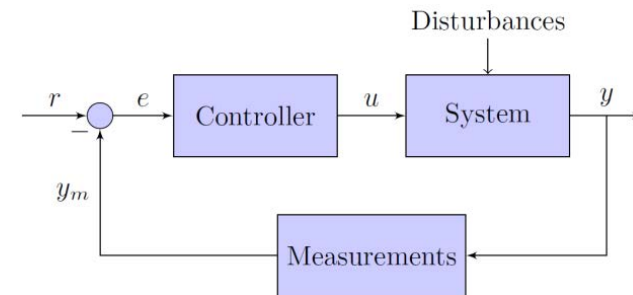 Disturbances
r
−
e
Controller
u
System
y
y_m
Measurements